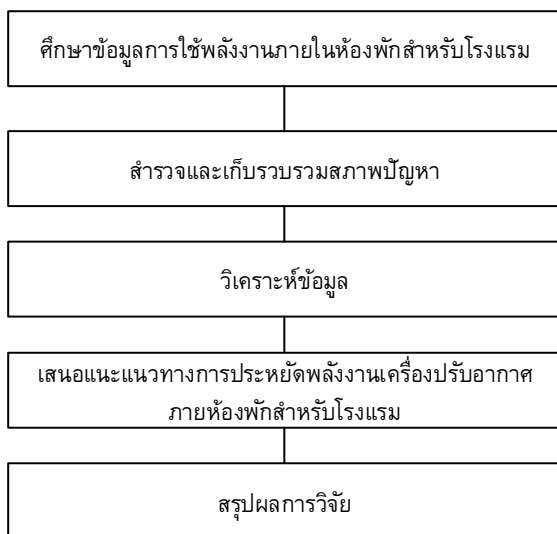 ศึกษาข้อมูลการใช้พลังงานภายในห้องพักสำหรับโรงแรม
สำรวจและเก็บรวบรวมสภาพปัญหา
วิเคราะห์ข้อมูล
เสนอแนะแนวทางการประหยัดพลังงานเครื่องปรับอากาศ
ภายห้องพักสำหรับโรงแรม
สรุปผลการวิจัย